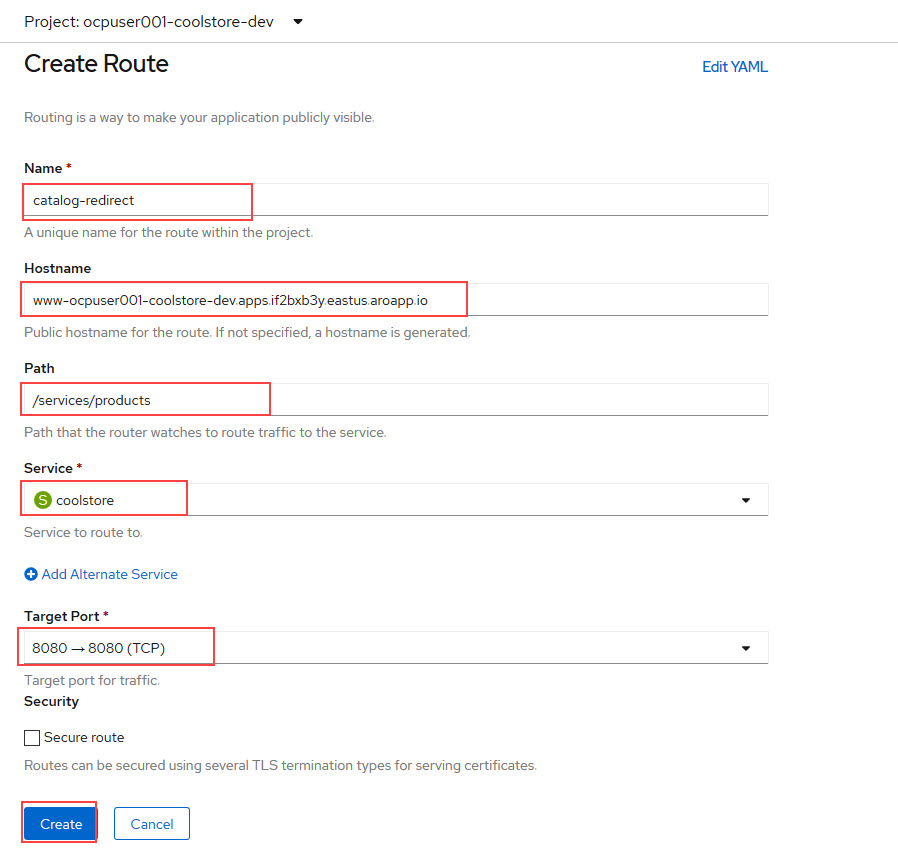 Project: ocpuser001-coolstore-dev
Create Route
Edit YAML
Routing is a way to make your application publicly visible.
Name *
catalog-redirect
A unique name for the route within the project.
Hostname
www-ocpuser001-coolstore-dev.apps.if2bxb3y.eastus.aroapp.io
Public hostname for the route. If not specified, a hostname is generated.
Path
/services/products
Path that the router watches to route traffic to the service.
Service *
S coolstore
Service to route to.
Add Alternate Service
Target Port *
8080 → 8080 (TCP)
Target port for traffic.
Security
Secure route
Routes can be secured using several TLS termination types for serving certificates.
Create Cancel